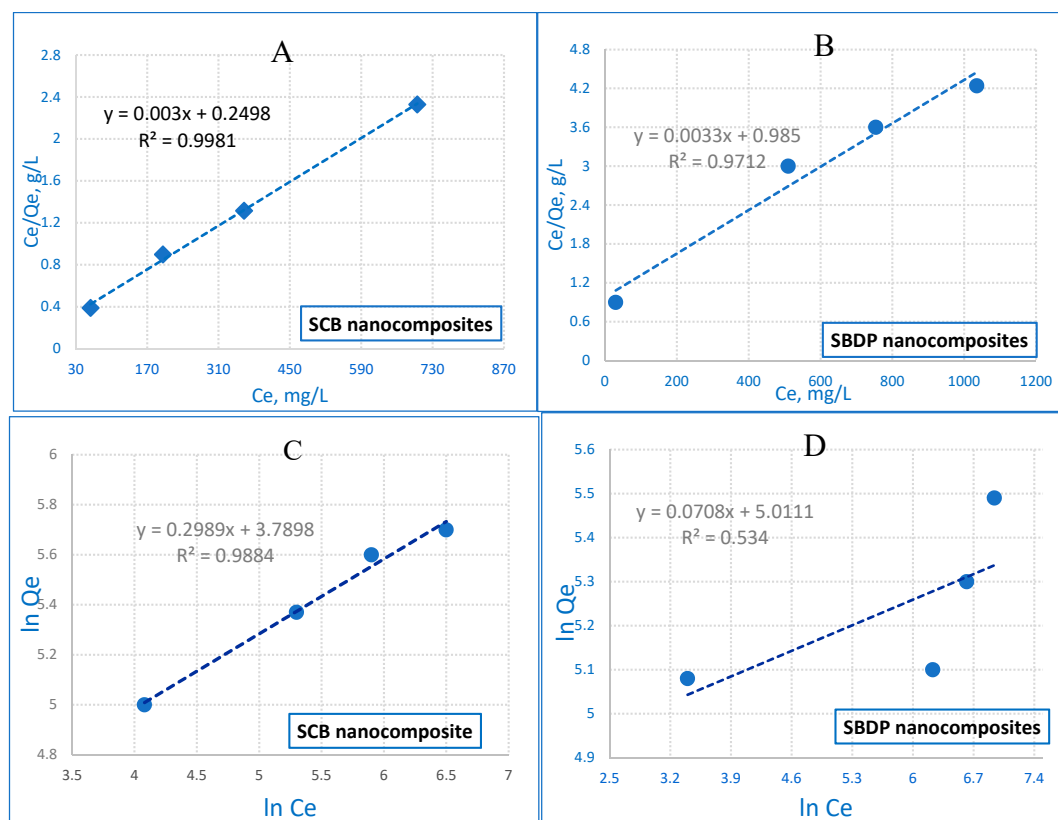 A
2.8
2.4
2
1.6
1.2
0.8
0.4
0
Ce/Qe, g/L
y = 0.003x + 0.2498
R² = 0.9981
SCB nanocomposites
30 170 310 450 590 730 870
Ce, mg/L
B
4.8
4.2
3.6
3
2.4
1.8
1.2
0.6
0
Ce/Qe, g/L
y = 0.0033x + 0.985
R² = 0.9712
SBDP nanocomposites
0 200 400 600 800 1000 1200
Ce, mg/L
C
6
5.8
5.6
5.4
5.2
5
4.8
ln Qe
y = 0.2989x + 3.7898
R² = 0.9884
SCB nanocomposite
3.5 4 4.5 5 5.5 6 6.5 7
ln Ce
D
5.6
5.5
5.4
5.3
5.2
5.1
5
4.9
ln Qe
y = 0.0708x + 5.0111
R² = 0.534
SBDP nanocomposites
2.5 3.2 3.9 4.6 5.3 6 6.7 7.4
ln Ce